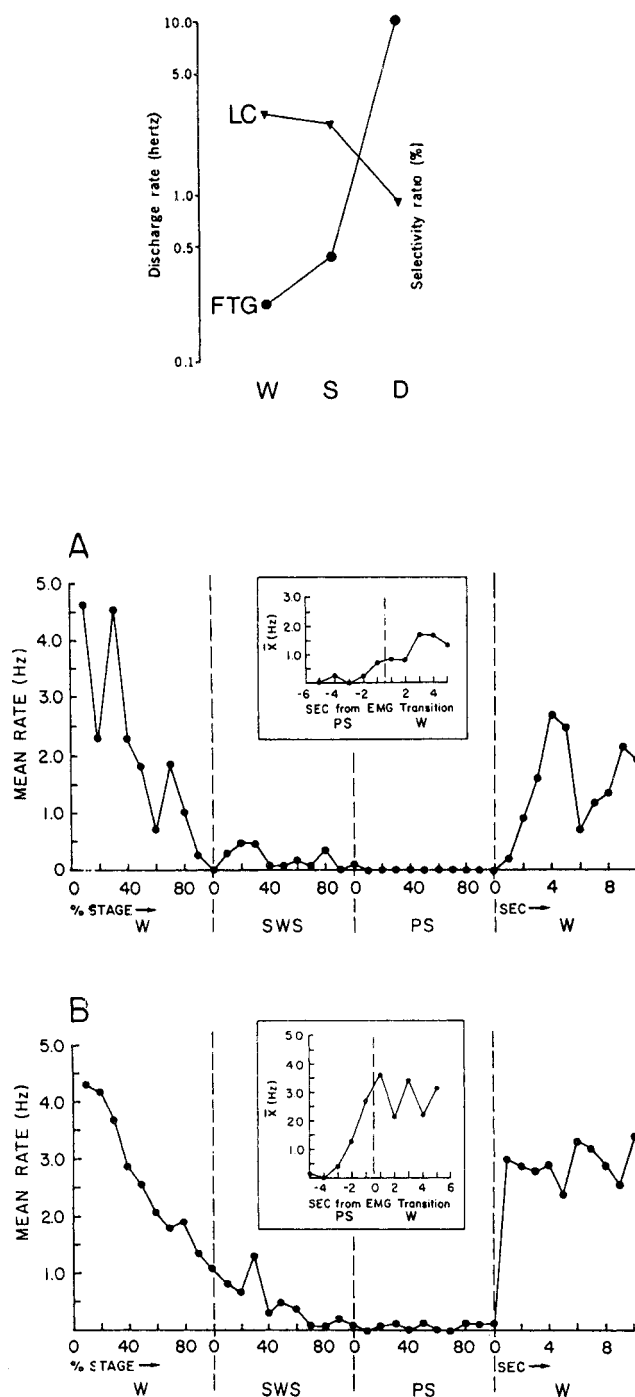 10.0
5.0
1.0
0.5
0.1
Discharge rate (hertz)
Selectivity ratio (%)
LC
FTG
W S D
A
5.0
4.0
3.0
2.0
1.0
0
MEAN RATE (Hz)
3.0
2.0
1.0
X̄ (Hz)
-6 -4 -2 0 2 4 6
SEC from EMG Transition
PS W
0 40 80 0 40 80 0 40 80 0 4 8
% STAGE → SEC →
W SWS PS W
B
5.0
4.0
3.0
2.0
1.0
MEAN RATE (Hz)
5.0
4.0
3.0
2.0
1.0
0
X̄ (Hz)
-4 -2 0 2 4 6
SEC from EMG Transition
PS W
0 40 80 0 40 80 0 40 80 0 4 8
% STAGE → SEC →
W SWS PS W